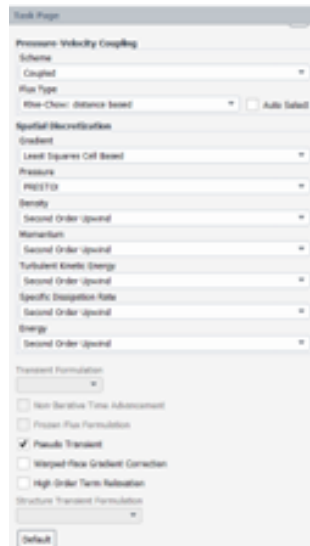 Task Page
Pressure-Velocity Coupling
Scheme
Coupled
Flux Type
Rhie-Chow: distance based
Auto Select
Spatial Discretization
Gradient
Least Squares Cell Based
Pressure
PRESTO!
Density
Second Order Upwind
Momentum
Second Order Upwind
Turbulent Kinetic Energy
Second Order Upwind
Specific Dissipation Rate
Second Order Upwind
Energy
Second Order Upwind
Transient Formulation
Non-Iterative Time Advancement
Frozen Flux Formulation
Pseudo Transient
Warped-Face Gradient Correction
High Order Term Relaxation
Structure Transient Formulation
Default